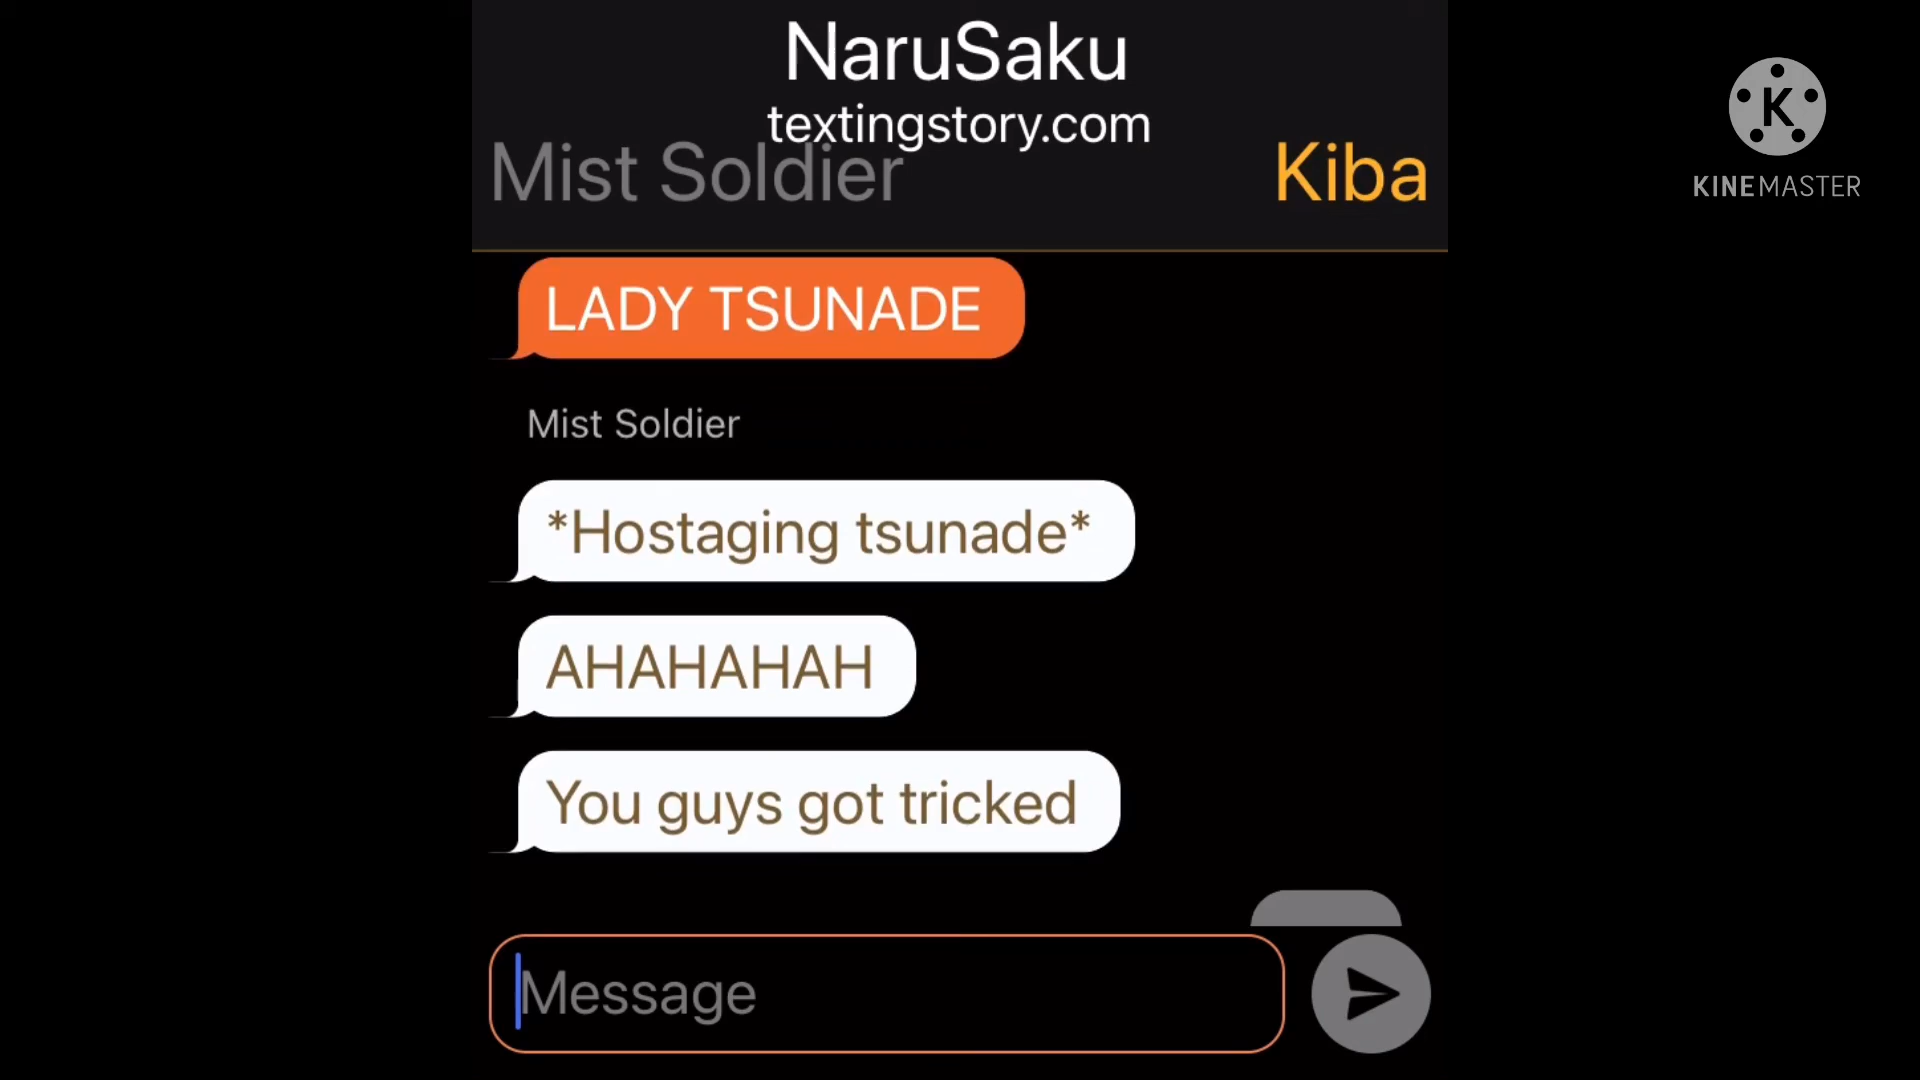 NaruSaku
textingstory.com
Mist Soldier
Kiba
K
KINEMASTER
LADY TSUNADE
Mist Soldier
*Hostaging tsunade*
AHAHAHAH
You guys got tricked
Message